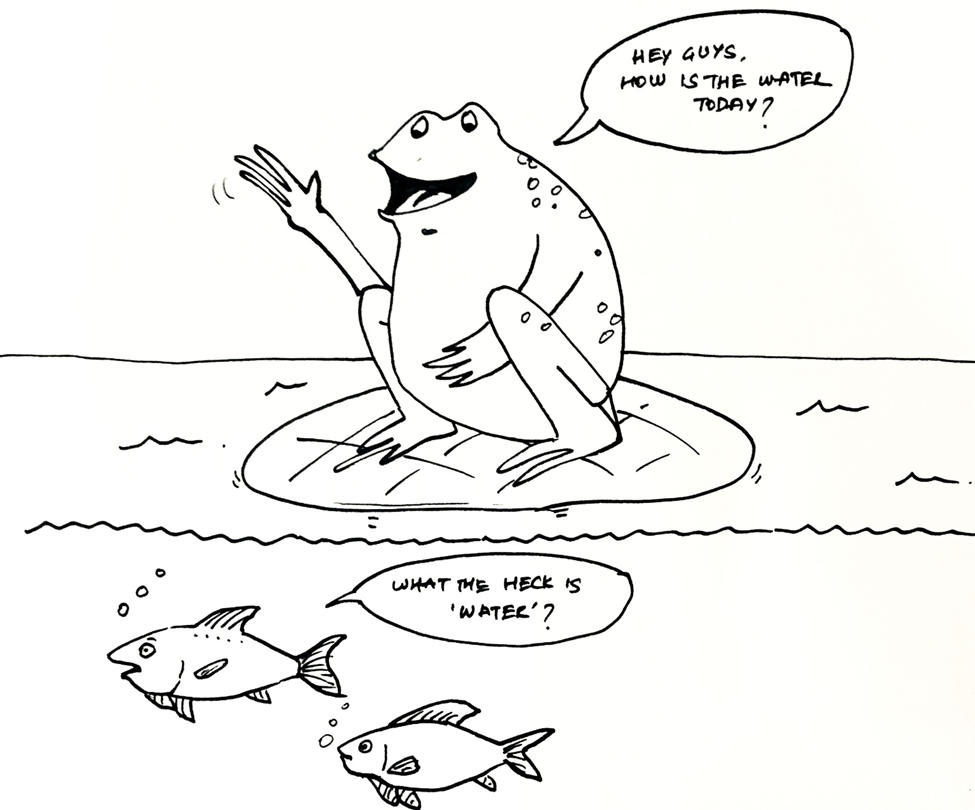 HEY GUYS,
HOW IS THE WATER
TODAY?
WHAT THE HECK IS
'WATER'?